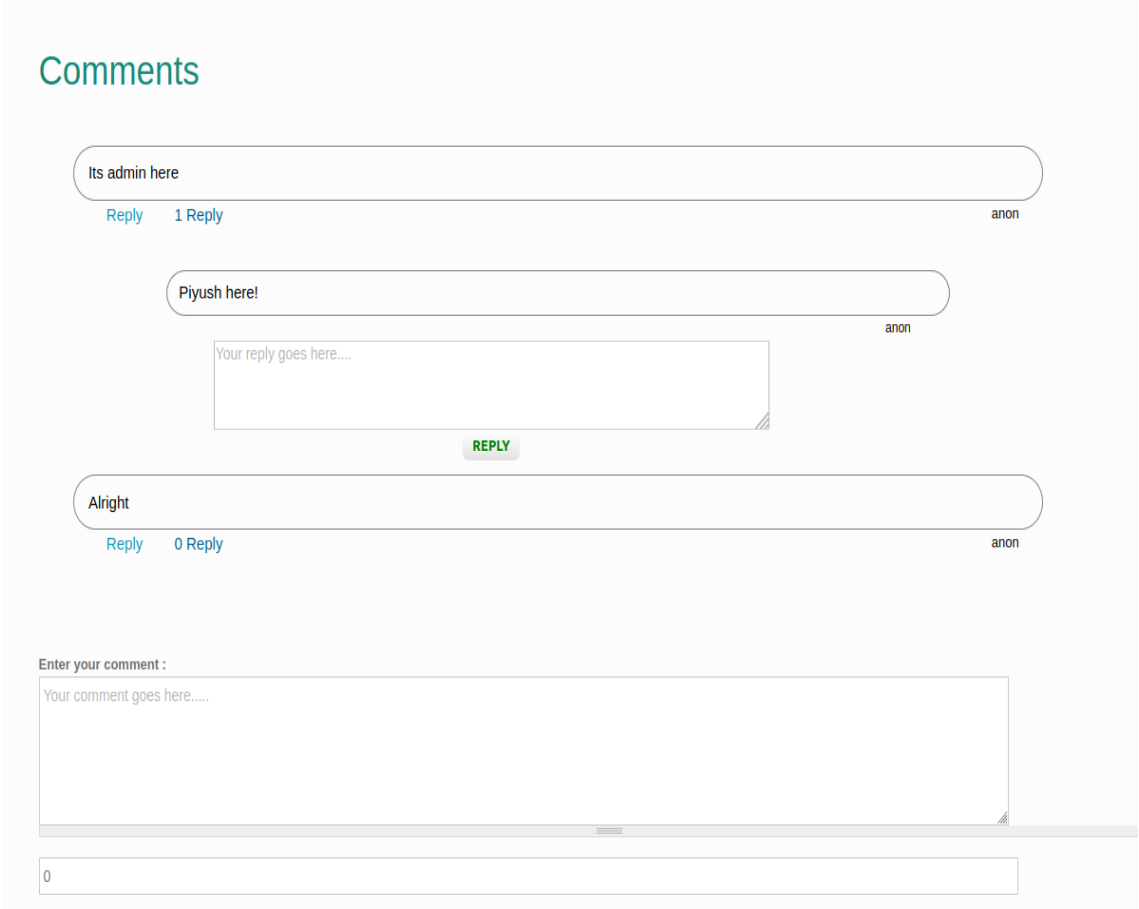 Comments
Its admin here
Reply 1 Reply anon
Piyush here!
anon
Your reply goes here....
REPLY
Alright
Reply 0 Reply anon
Enter your comment :
Your comment goes here.....
0